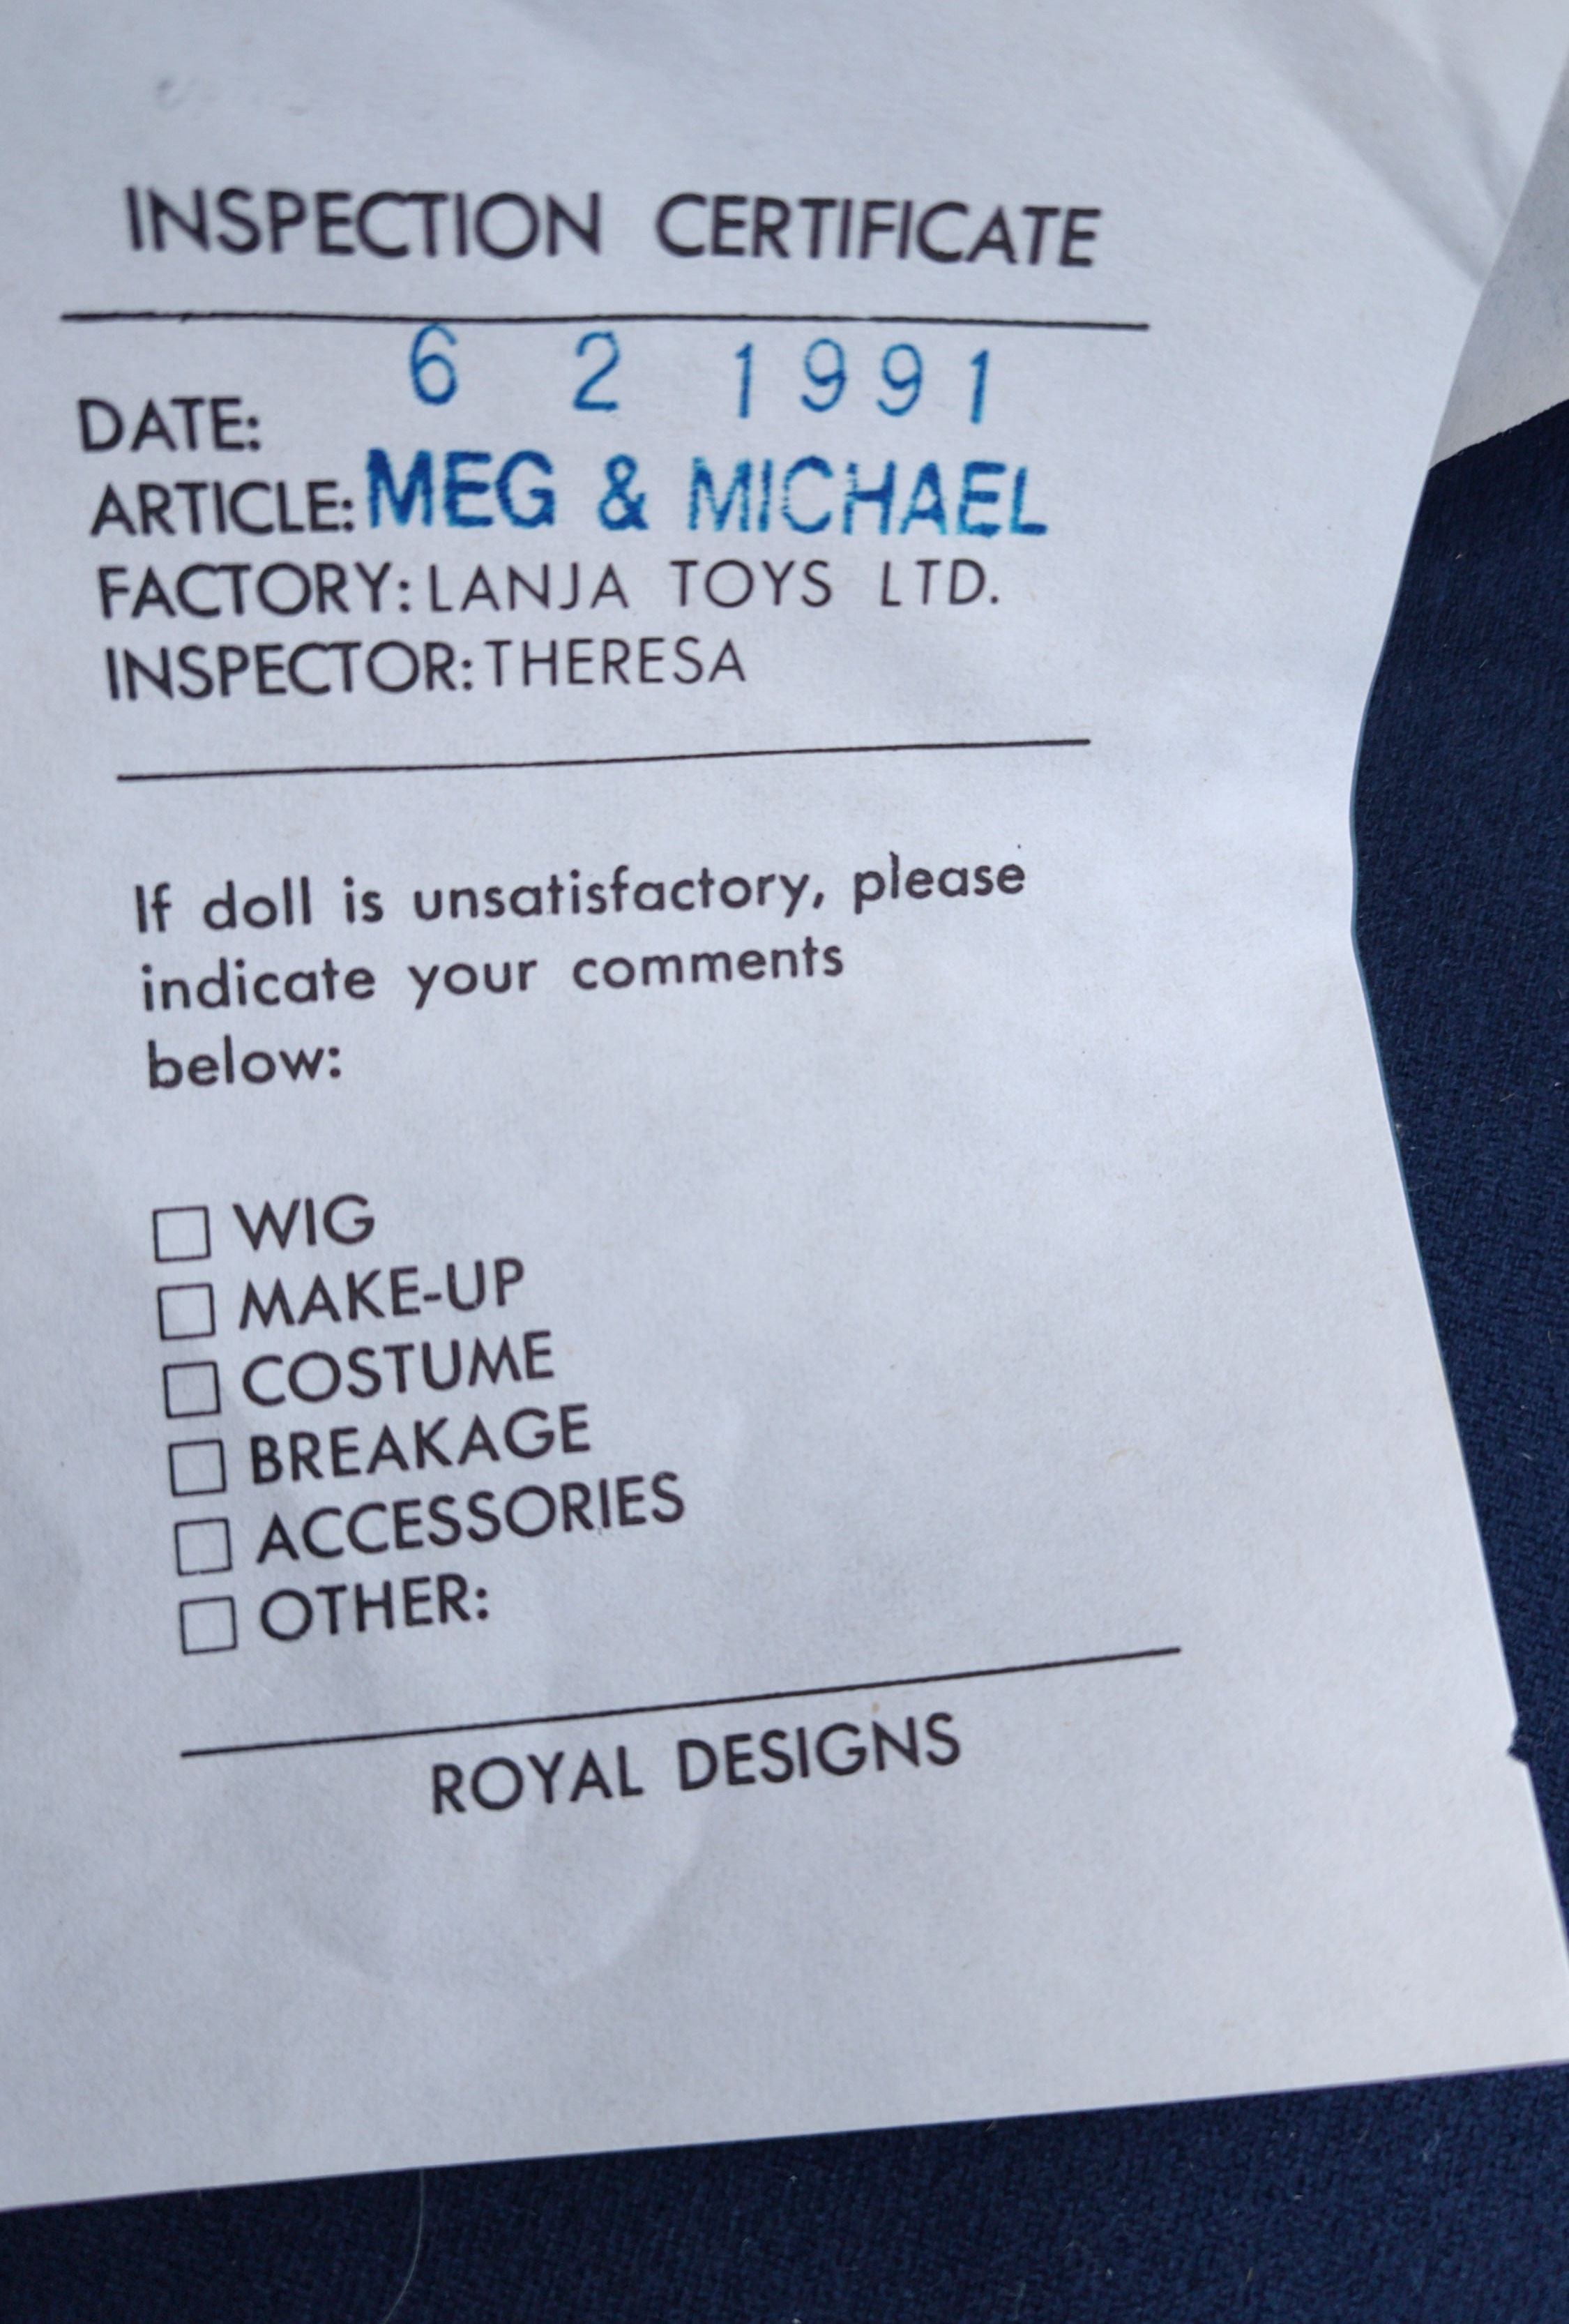 INSPECTION CERTIFICATE
DATE: 6 2 1991
ARTICLE: MEG & MICHAEL
FACTORY: LANJA TOYS LTD.
INSPECTOR: THERESA
If doll is unsatisfactory, please
indicate your comments
below:
☐ WIG
☐ MAKE-UP
☐ COSTUME
☐ BREAKAGE
☐ ACCESSORIES
☐ OTHER:
ROYAL DESIGNS